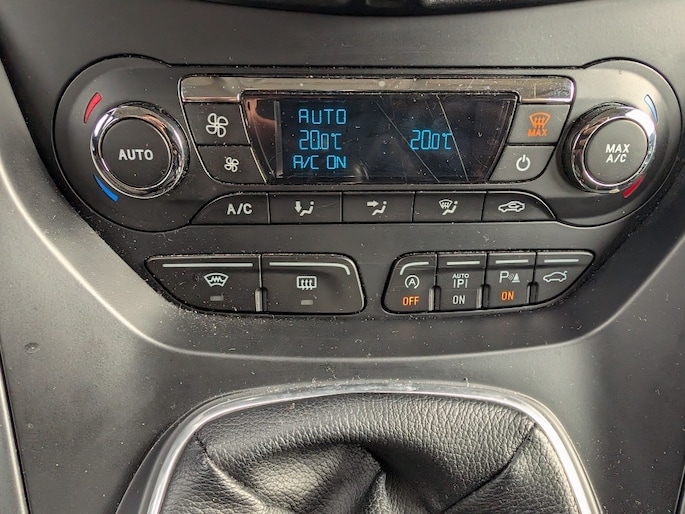 AUTO
20.0°C 20.0°C
A/C ON
AUTO
MAX
MAX
A/C
A/C
A
OFF
AUTO
P
ON
P
ON